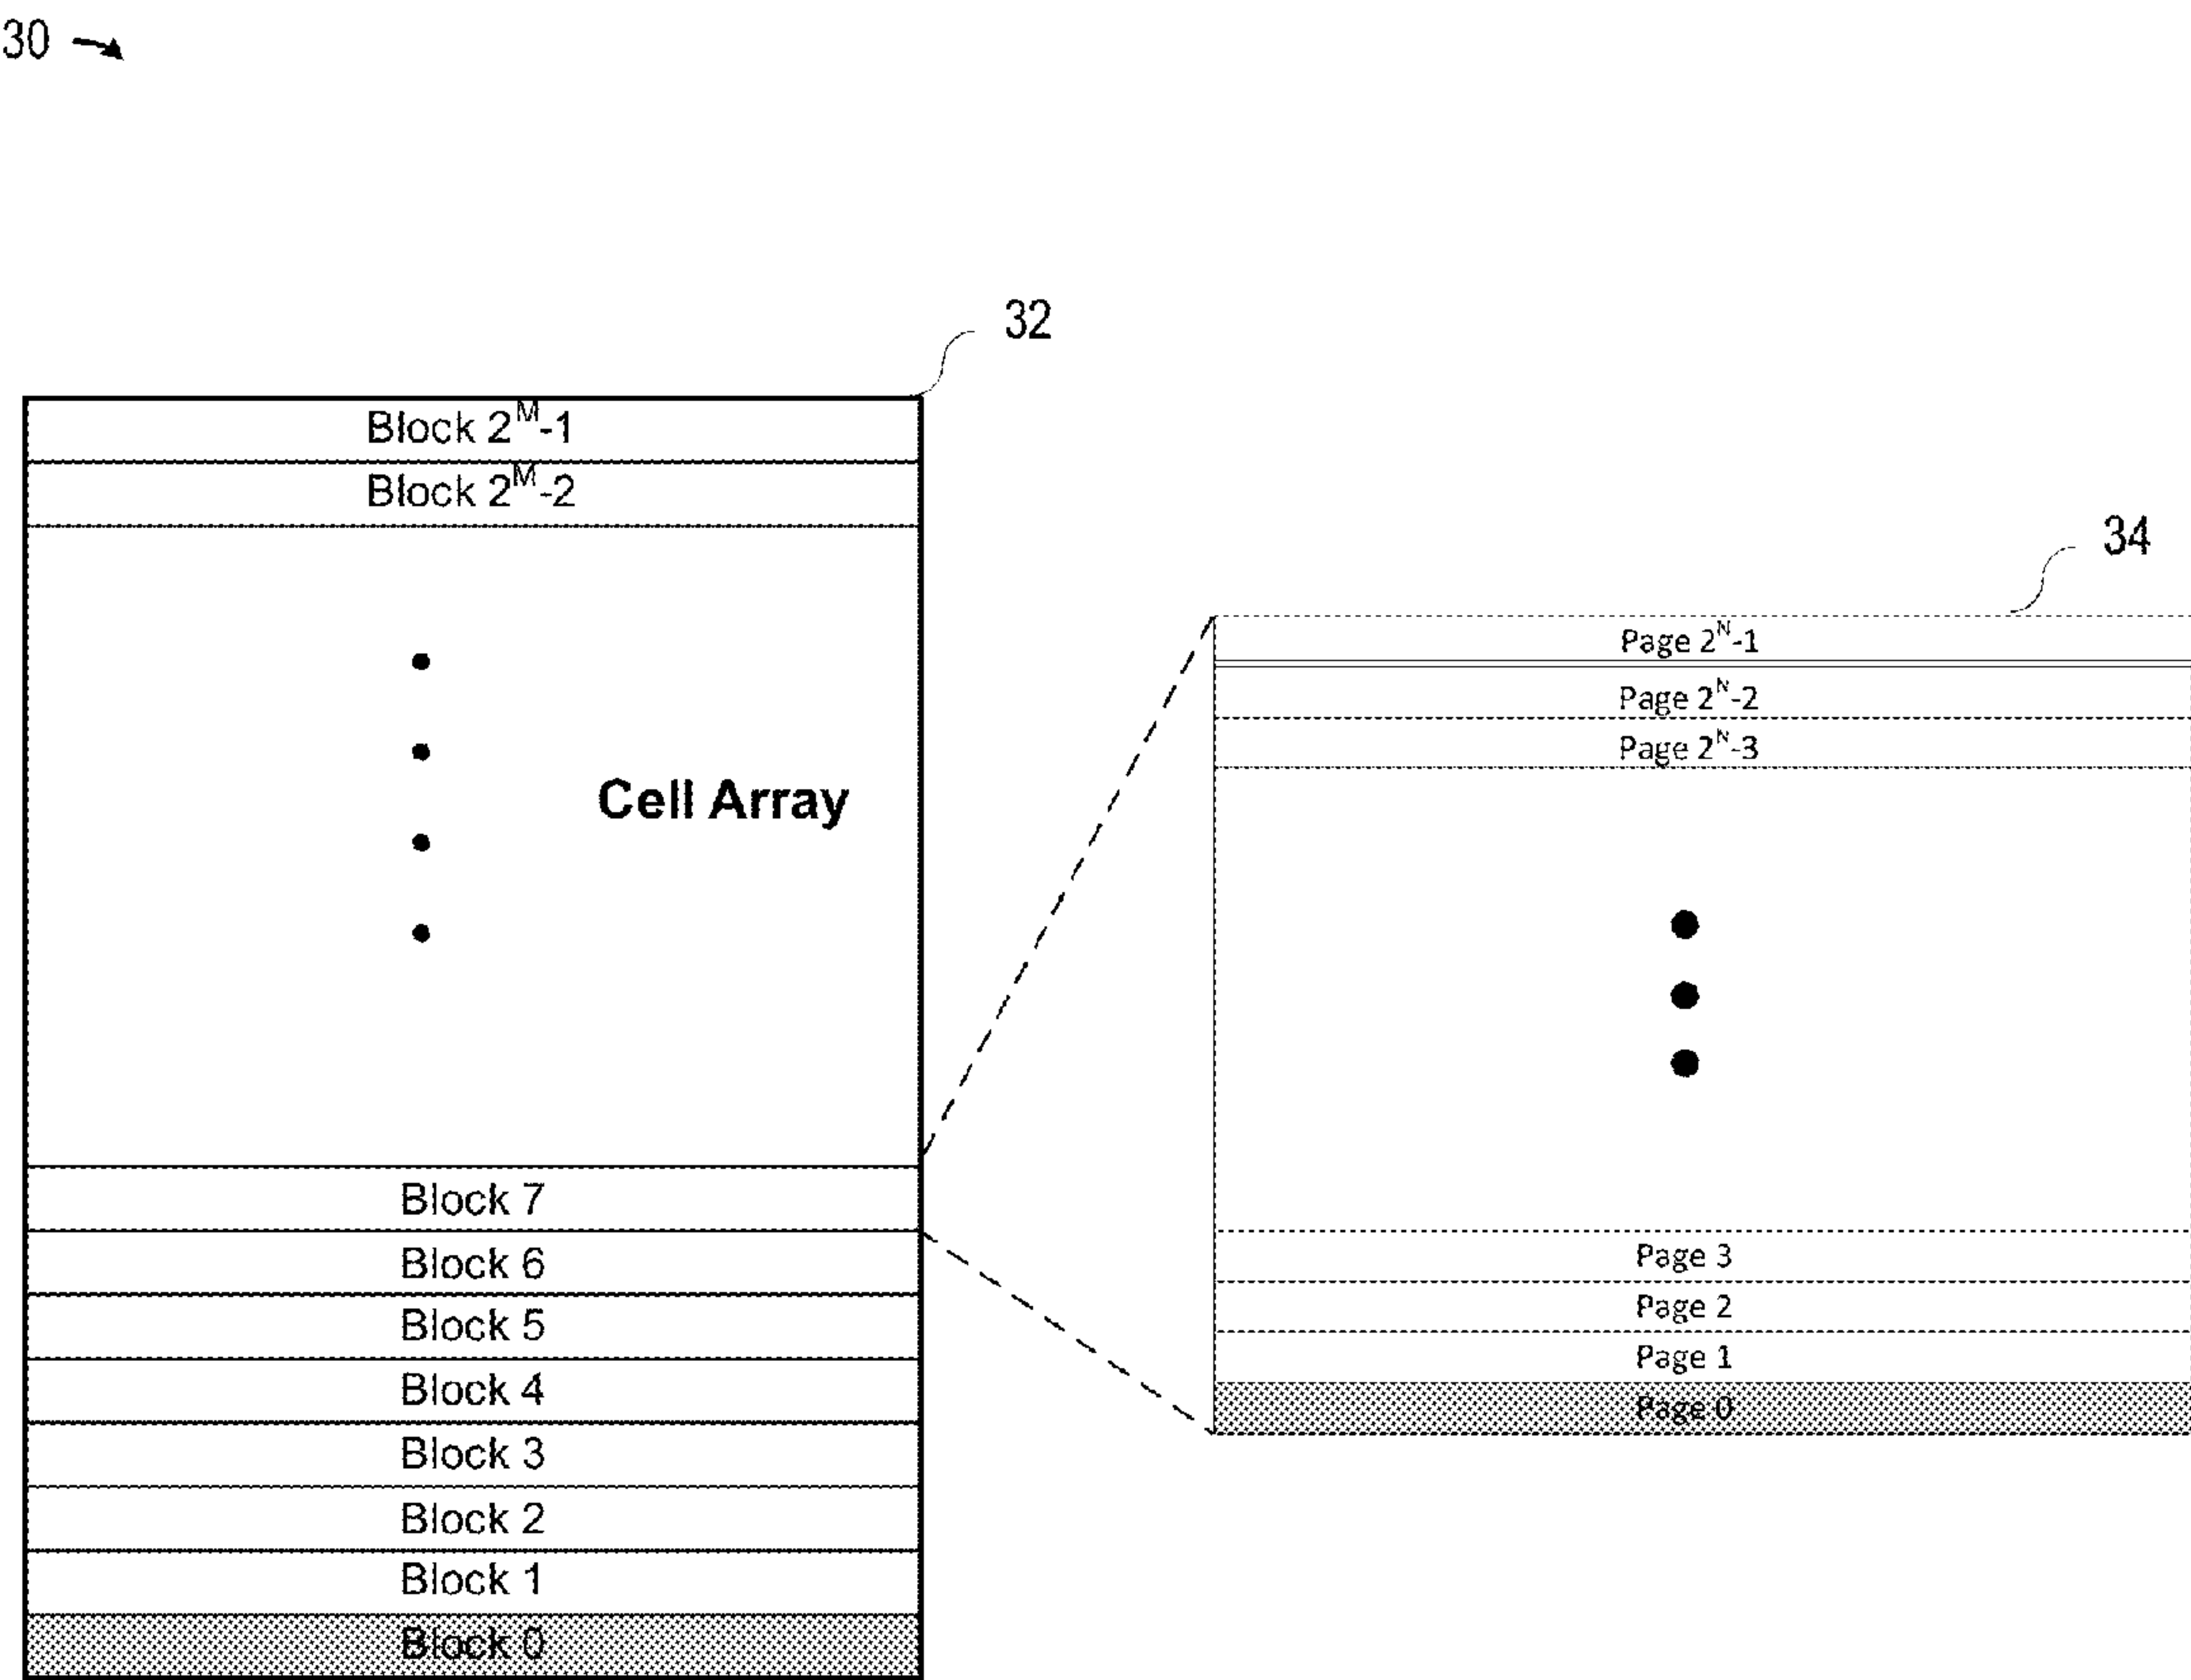 30
32
Block 2^M-1
Block 2^M-2
Cell Array
Block 7
Block 6
Block 5
Block 4
Block 3
Block 2
Block 1
Block 0
34
Page 2^N-1
Page 2^N-2
Page 2^N-3
Page 3
Page 2
Page 1
Page 0